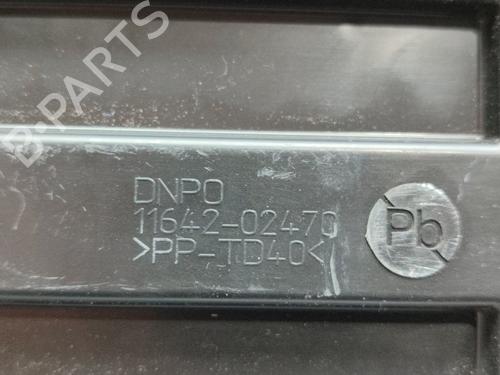 B-PARTS
DNPO
11642-02470
>PP-TD40<
Pb